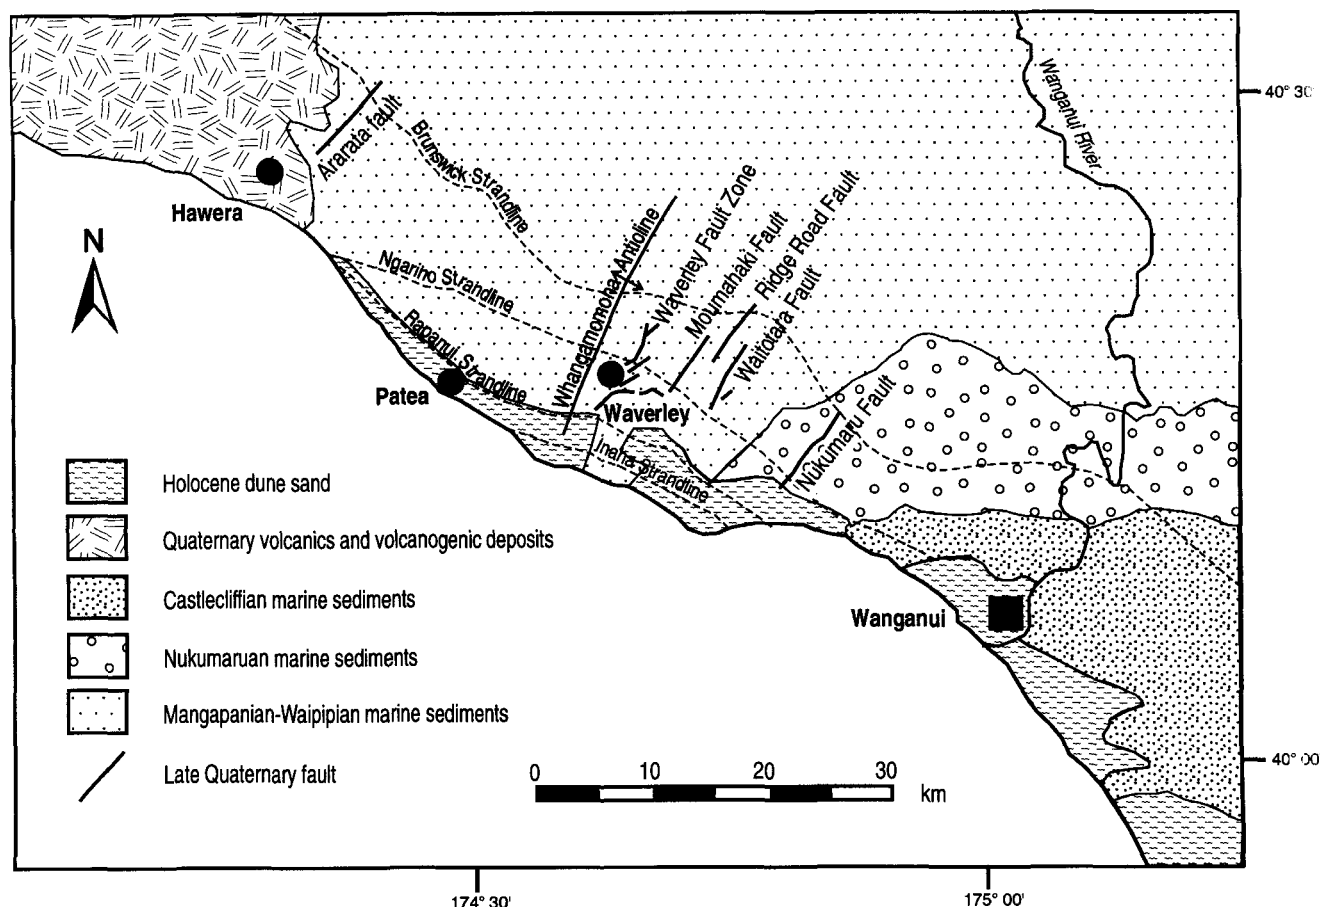 40° 30
Wanganui River
Ararata fault
Brunswick Strandline
Hawera
N
Ngarino Strandline
Rapanui Strandline
Whangamomona Antioline
Waverley Fault Zone
Moumahaki Fault
Ridge Road Fault
Waitotara Fault
Patea
Waverley
Nukumaru Fault
Inaha Strandline
Wanganui
Holocene dune sand
Quaternary volcanics and volcanogenic deposits
Castlecliffian marine sediments
Nukumaruan marine sediments
Mangapanian-Waipipian marine sediments
Late Quaternary fault
0 10 20 30
km
40° 00
174° 30'
175° 00'